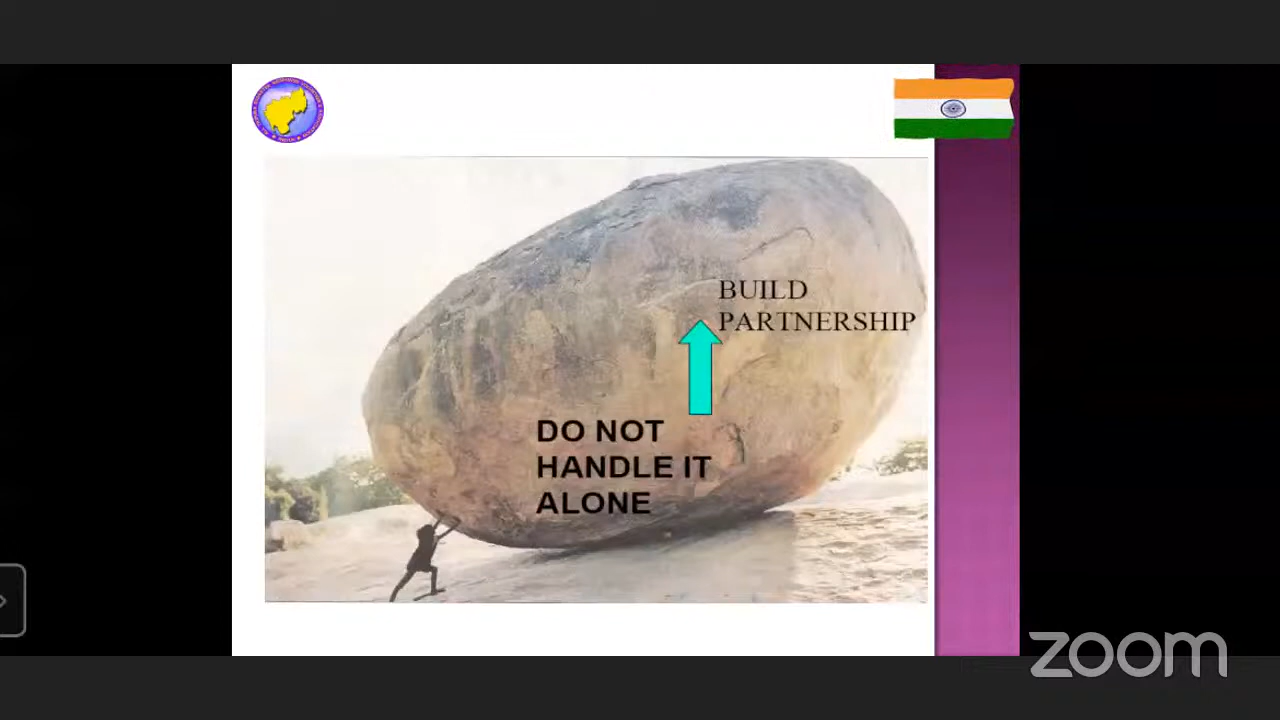 BUILD
PARTNERSHIP
DO NOT
HANDLE IT
ALONE
zoom